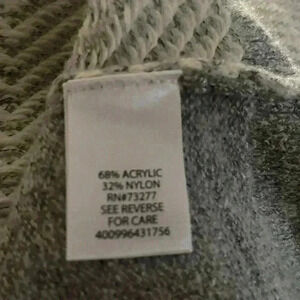 68% ACRYLIC
32% NYLON
RN#73277
SEE REVERSE
FOR CARE
400996431756